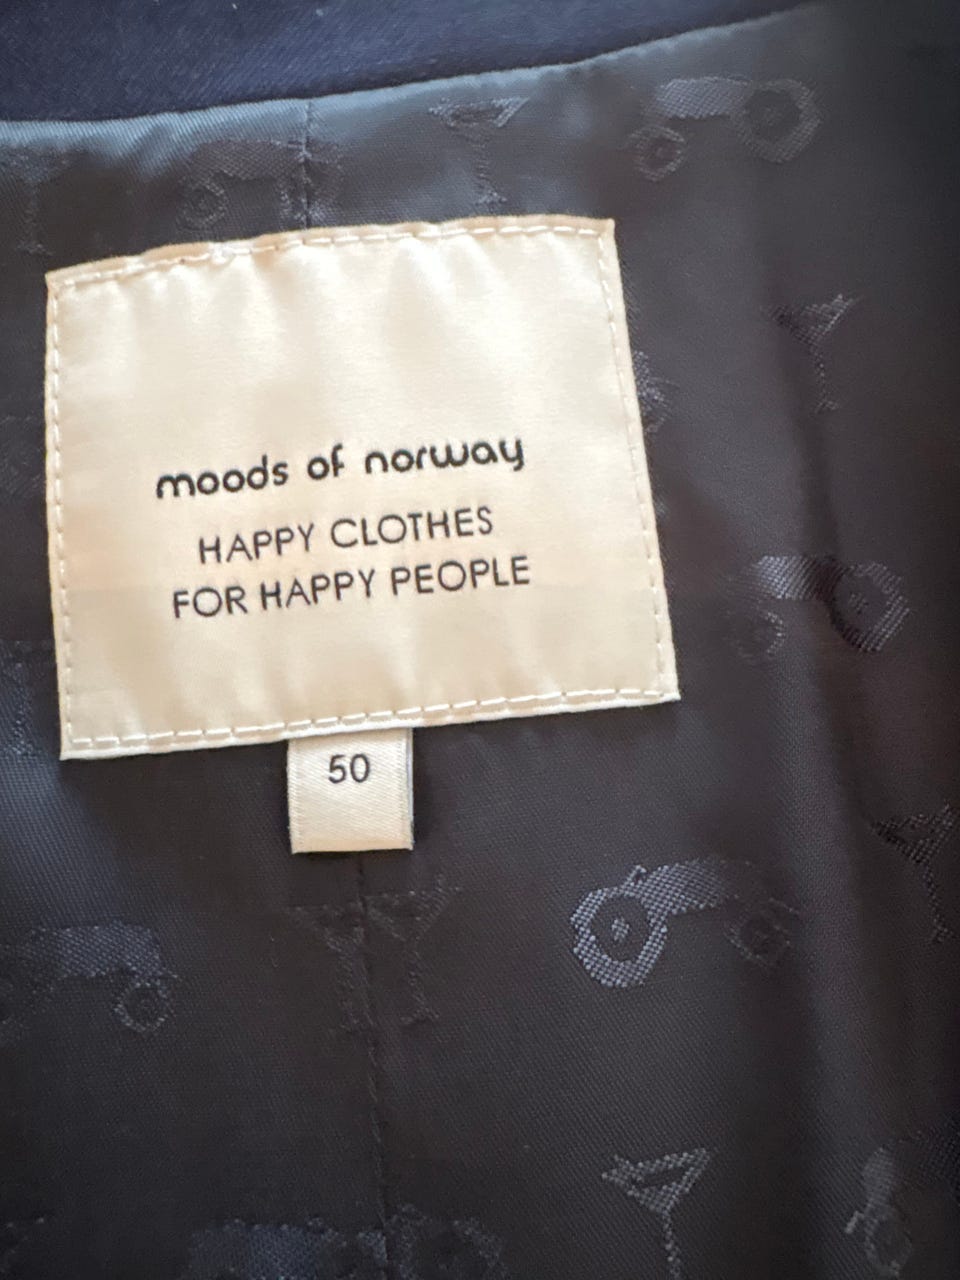 moods of norway
HAPPY CLOTHES
FOR HAPPY PEOPLE
50